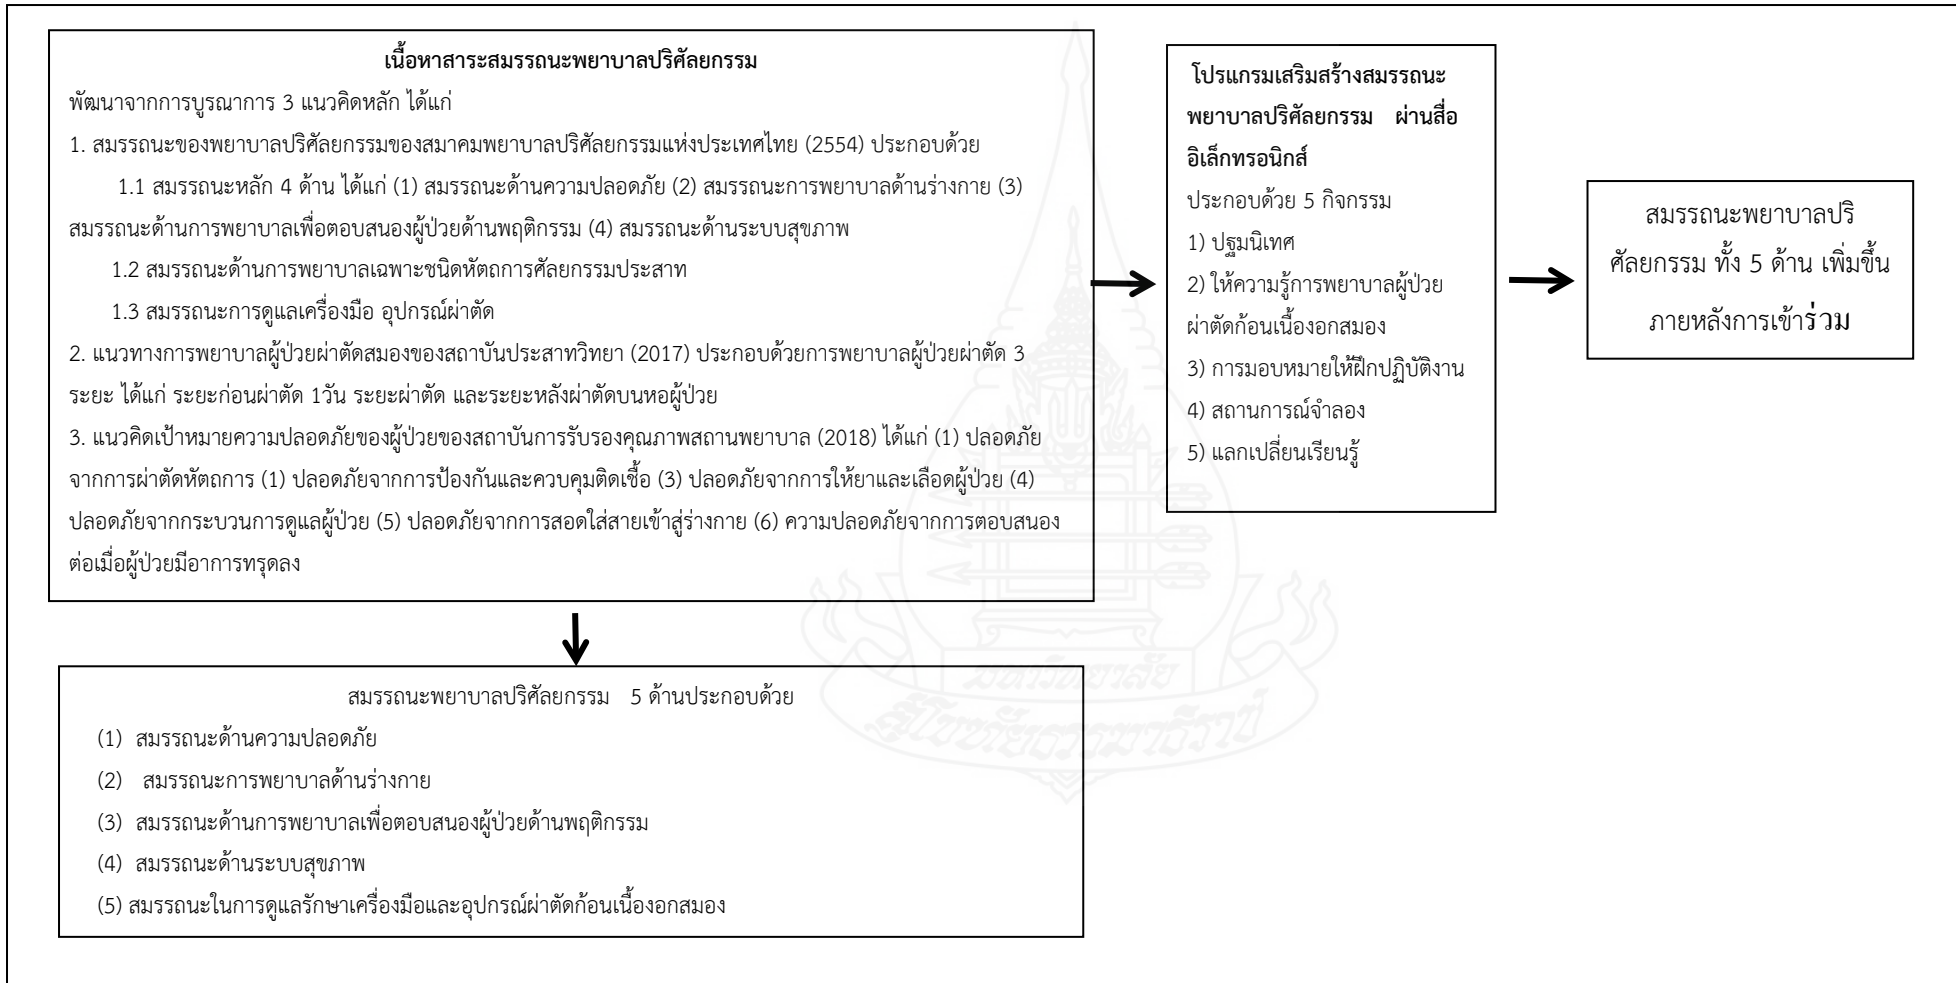 เนื้อหาสาระสมรรถนะพยาบาลปริศัลยกรรม
พัฒนาจากการบูรณาการ 3 แนวคิดหลัก ได้แก่
1. สมรรถนะของพยาบาลปริศัลยกรรมของสมาคมพยาบาลปริศัลยกรรมแห่งประเทศไทย (2554) ประกอบด้วย
1.1 สมรรถนะหลัก 4 ด้าน ได้แก่ (1) สมรรถนะด้านความปลอดภัย (2) สมรรถนะการพยาบาลด้านร่างกาย (3)
สมรรถนะด้านการพยาบาลเพื่อตอบสนองผู้ป่วยด้านพฤติกรรม (4) สมรรถนะด้านระบบสุขภาพ
1.2 สมรรถนะด้านการพยาบาลเฉพาะชนิดหัตถการศัลยกรรมประสาท
1.3 สมรรถนะการดูแลเครื่องมือ อุปกรณ์ผ่าตัด
2. แนวทางการพยาบาลผู้ป่วยผ่าตัดสมองของสถาบันประสาทวิทยา (2017) ประกอบด้วยการพยาบาลผู้ป่วยผ่าตัด 3
ระยะ ได้แก่ ระยะก่อนผ่าตัด 1วัน ระยะผ่าตัด และระยะหลังผ่าตัดบนหอผู้ป่วย
3. แนวคิดเป้าหมายความปลอดภัยของผู้ป่วยของสถาบันการรับรองคุณภาพสถานพยาบาล (2018) ได้แก่ (1) ปลอดภัย
จากการผ่าตัดหัตถการ (1) ปลอดภัยจากการป้องกันและควบคุมติดเชื้อ (3) ปลอดภัยจากการให้ยาและเลือดผู้ป่วย (4)
ปลอดภัยจากกระบวนการดูแลผู้ป่วย (5) ปลอดภัยจากการสอดใส่สายเข้าสู่ร่างกาย (6) ความปลอดภัยจากการตอบสนอง
ต่อเมื่อผู้ป่วยมีอาการทรุดลง
โปรแกรมเสริมสร้างสมรรถนะ
พยาบาลปริศัลยกรรม ผ่านสื่อ
อิเล็กทรอนิกส์
ประกอบด้วย 5 กิจกรรม
1) ปฐมนิเทศ
2) ให้ความรู้การพยาบาลผู้ป่วย
ผ่าตัดก้อนเนื้องอกสมอง
3) การมอบหมายให้ฝึกปฏิบัติงาน
4) สถานการณ์จำลอง
5) แลกเปลี่ยนเรียนรู้
สมรรถนะพยาบาลปริ
ศัลยกรรม ทั้ง 5 ด้าน เพิ่มขึ้น
ภายหลังการเข้าร่วม
สมรรถนะพยาบาลปริศัลยกรรม 5 ด้านประกอบด้วย
(1) สมรรถนะด้านความปลอดภัย
(2) สมรรถนะการพยาบาลด้านร่างกาย
(3) สมรรถนะด้านการพยาบาลเพื่อตอบสนองผู้ป่วยด้านพฤติกรรม
(4) สมรรถนะด้านระบบสุขภาพ
(5) สมรรถนะในการดูแลรักษาเครื่องมือและอุปกรณ์ผ่าตัดก้อนเนื้องอกสมอง
มหาวิทยาลัย
สุโขทัยธรรมาธิราช